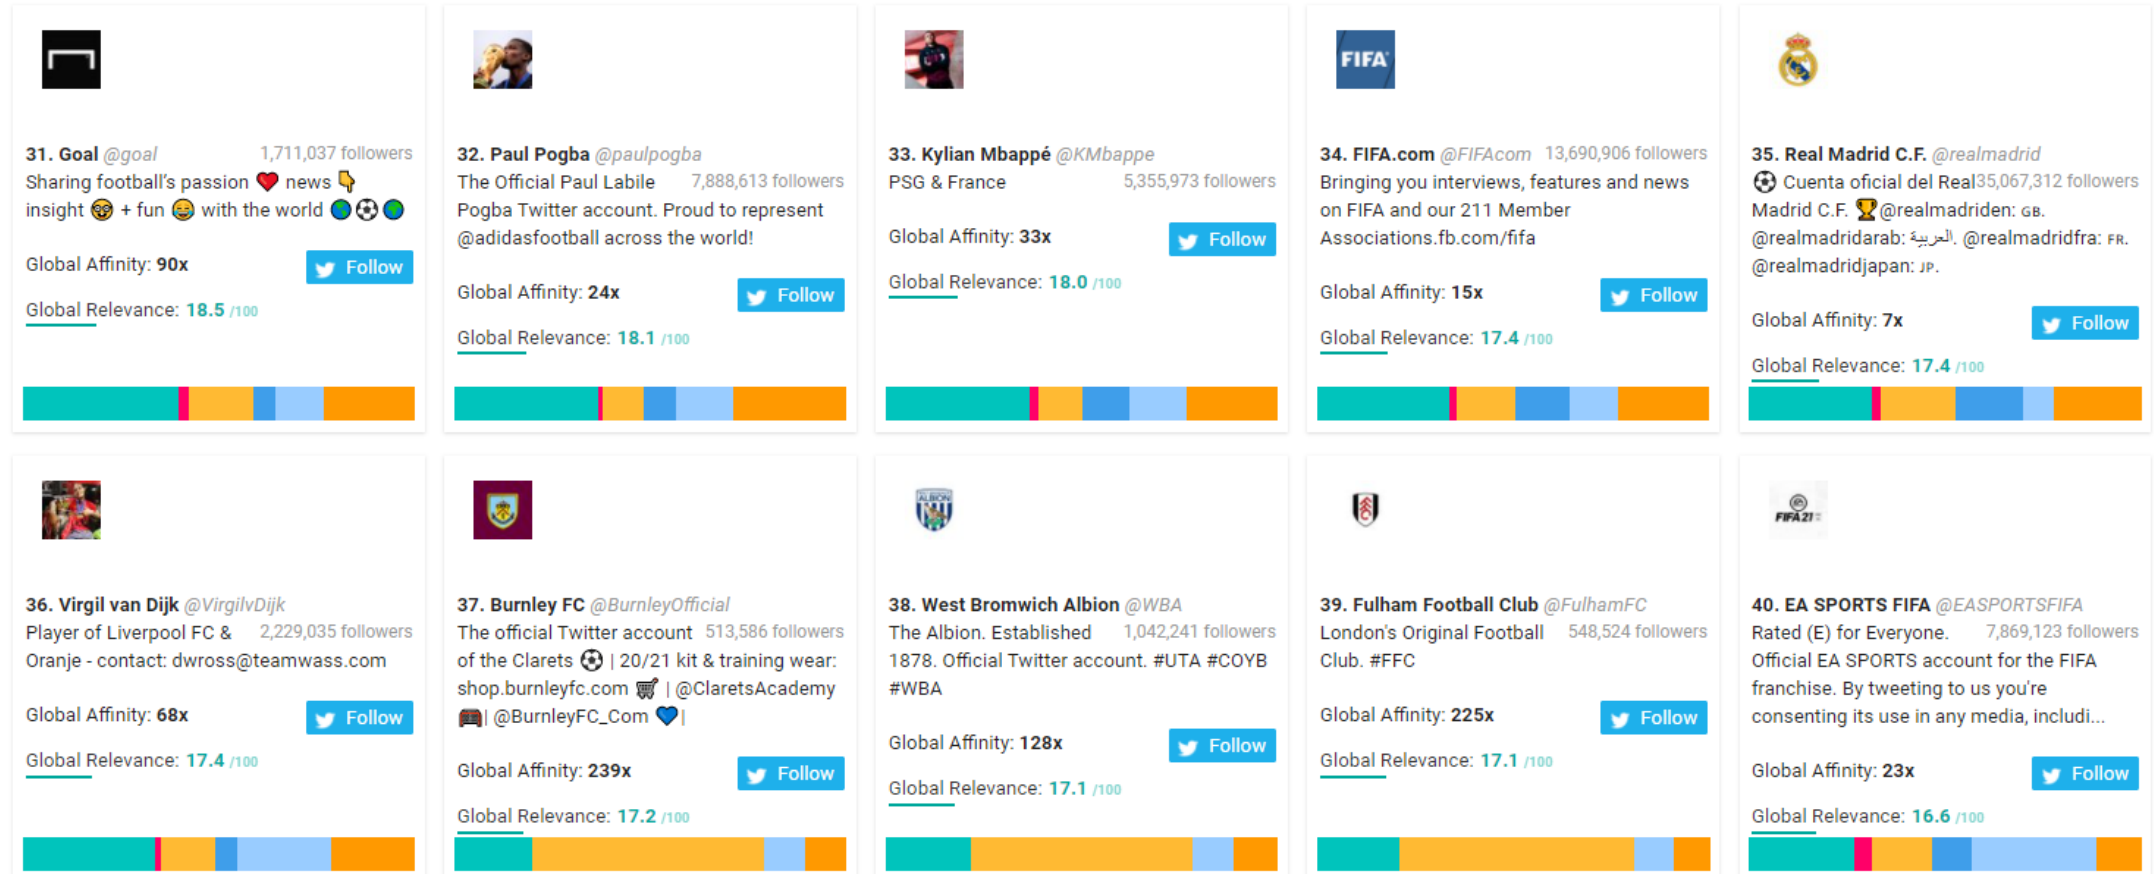 FIFA
31. Goal @goal 1,711,037 followers
Sharing football's passion ❤️ news 👇
insight 🤓 + fun 😂 with the world 🌍⚽🌏
Global Affinity: 90x
Follow
Global Relevance: 18.5 /100
32. Paul Pogba @paulpogba
The Official Paul Labile 7,888,613 followers
Pogba Twitter account. Proud to represent
@adidasfootball across the world!
Global Affinity: 24x
Follow
Global Relevance: 18.1 /100
33. Kylian Mbappé @KMbappe
PSG & France 5,355,973 followers
Global Affinity: 33x
Follow
Global Relevance: 18.0 /100
34. FIFA.com @FIFAcom 13,690,906 followers
Bringing you interviews, features and news
on FIFA and our 211 Member
Associations.fb.com/fifa
Global Affinity: 15x
Follow
Global Relevance: 17.4 /100
35. Real Madrid C.F. @realmadrid
⚽ Cuenta oficial del Real 35,067,312 followers
Madrid C.F. 🏆@realmadriden: GB.
@realmadridarab: العربية. @realmadridfra: FR.
@realmadridjapan: JP.
Global Affinity: 7x
Follow
Global Relevance: 17.4 /100
36. Virgil van Dijk @VirgilvDijk
Player of Liverpool FC & 2,229,035 followers
Oranje - contact: dwross@teamwass.com
Global Affinity: 68x
Follow
Global Relevance: 17.4 /100
37. Burnley FC @BurnleyOfficial
The official Twitter account 513,586 followers
of the Clarets ⚽ | 20/21 kit & training wear:
shop.burnleyfc.com 🛒 | @ClaretsAcademy
🥅| @BurnleyFC_Com 💙|
Global Affinity: 239x
Follow
Global Relevance: 17.2 /100
ALBION
38. West Bromwich Albion @WBA
The Albion. Established 1,042,241 followers
1878. Official Twitter account. #UTA #COYB
#WBA
Global Affinity: 128x
Follow
Global Relevance: 17.1 /100
39. Fulham Football Club @FulhamFC
London's Original Football 548,524 followers
Club. #FFC
Global Affinity: 225x
Follow
Global Relevance: 17.1 /100
FIFA 21
40. EA SPORTS FIFA @EASPORTSFIFA
Rated (E) for Everyone. 7,869,123 followers
Official EA SPORTS account for the FIFA
franchise. By tweeting to us you're
consenting its use in any media, includi...
Global Affinity: 23x
Follow
Global Relevance: 16.6 /100